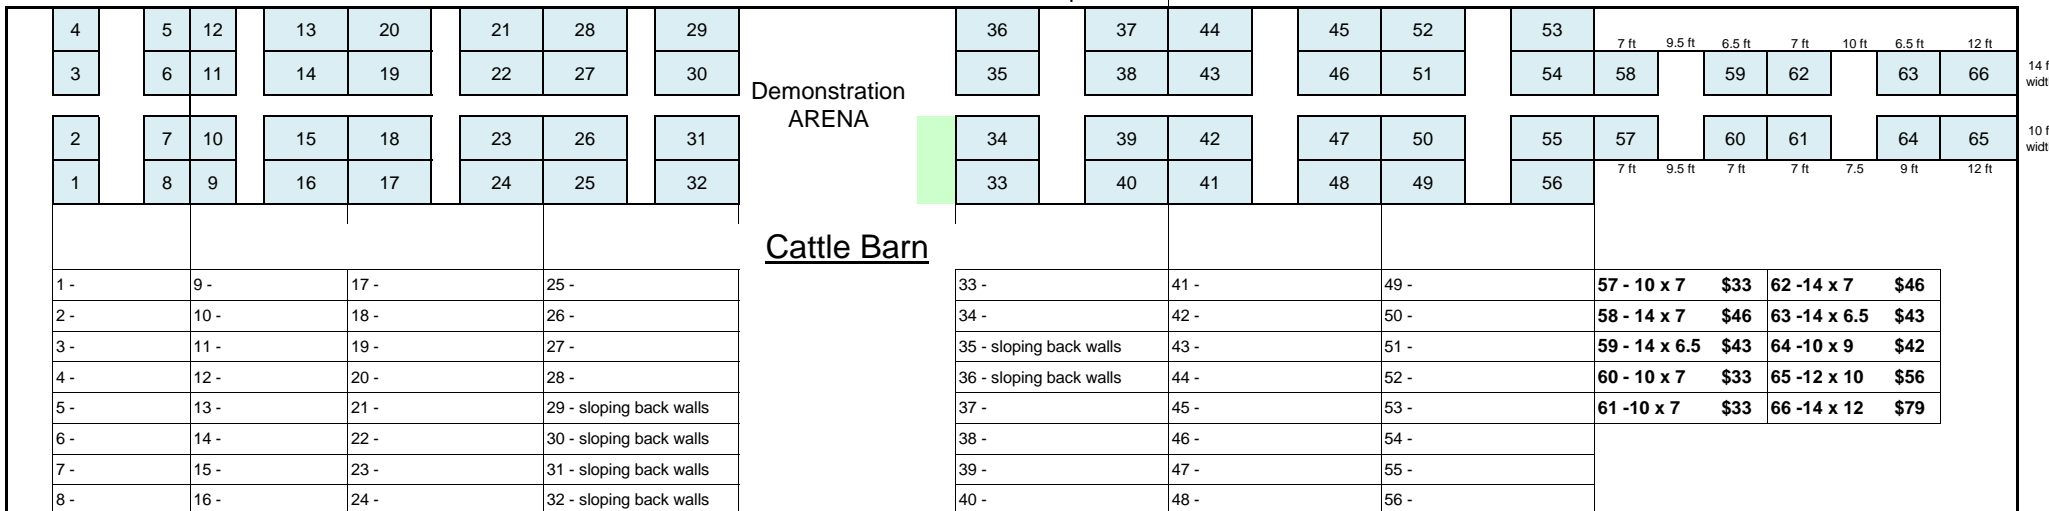 4 5 12 13 20 21 28 29 36 37 44 45 52 53
7 ft 9.5 ft 6.5 ft 7 ft 10 ft 6.5 ft 12 ft
3 6 11 14 19 22 27 30 35 38 43 46 51 54 58 59 62 63 66
14 f
widt
Demonstration
ARENA
2 7 10 15 18 23 26 31 34 39 42 47 50 55 57 60 61 64 65
10 f
widt
1 8 9 16 17 24 25 32 33 40 41 48 49 56
7 ft 9.5 ft 7 ft 7 ft 7.5 9 ft 12 ft
Cattle Barn
1 - 9 - 17 - 25 - 33 - 41 - 49 - 57 - 10 x 7 $33 62 -14 x 7 $46
2 - 10 - 18 - 26 - 34 - 42 - 50 - 58 - 14 x 7 $46 63 -14 x 6.5 $43
3 - 11 - 19 - 27 - 35 - sloping back walls 43 - 51 - 59 - 14 x 6.5 $43 64 -10 x 9 $42
4 - 12 - 20 - 28 - 36 - sloping back walls 44 - 52 - 60 - 10 x 7 $33 65 -12 x 10 $56
5 - 13 - 21 - 29 - sloping back walls 37 - 45 - 53 - 61 -10 x 7 $33 66 -14 x 12 $79
6 - 14 - 22 - 30 - sloping back walls 38 - 46 - 54 -
7 - 15 - 23 - 31 - sloping back walls 39 - 47 - 55 -
8 - 16 - 24 - 32 - sloping back walls 40 - 48 - 56 -